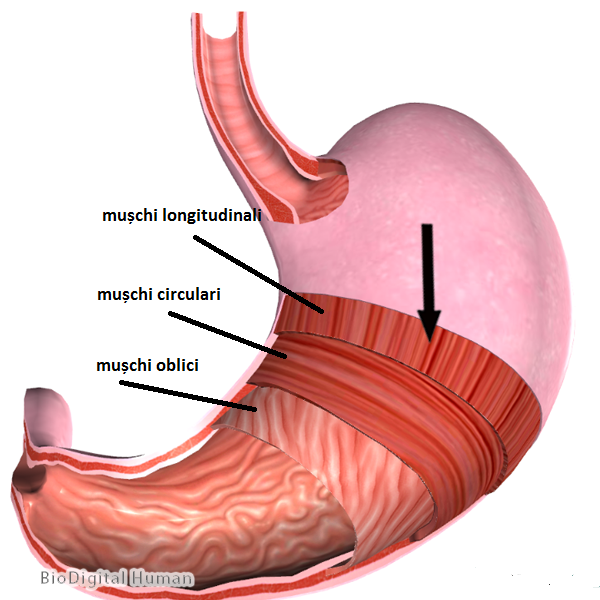 mușchi longitudinali
mușchi circulari
mușchi oblici
BioDigital Human